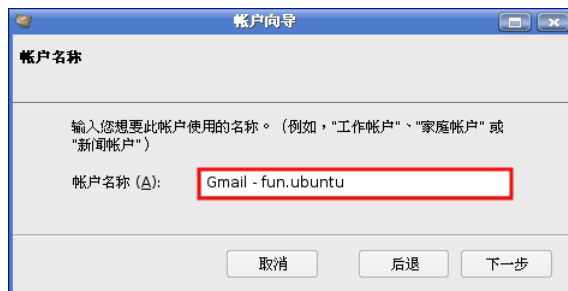 帐户向导
帐户名称
输入您想要此帐户使用的名称。（例如，"工作帐户"、"家庭帐户" 或
"新闻帐户"）
帐户名称 (A): Gmail - fun.ubuntu
取消 后退 下一步